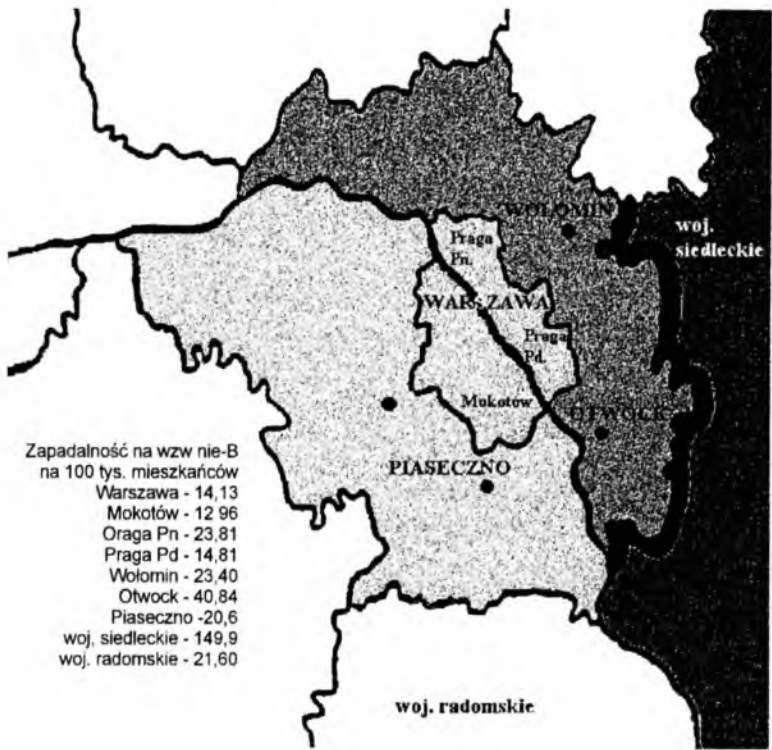 WOŁOMIN
woj.
siedleckie
Praga
Pn.
WARSZAWA
Praga
Pd.
Mokotów
OTWOCK
PIASECZNO
Zapadalność na wzw nie-B
na 100 tys. mieszkańców
Warszawa - 14,13
Mokotów - 12 96
Oraga Pn - 23,81
Praga Pd - 14,81
Wołomin - 23,40
Otwock - 40,84
Piaseczno -20,6
woj, siedleckie - 149,9
woj. radomskie - 21,60
woj. radomskie